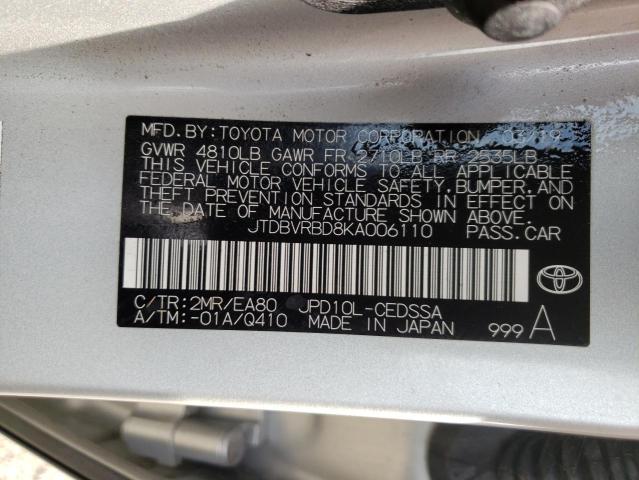 MFD. BY: TOYOTA MOTOR CORPORATION 03/19
GVWR 4810LB GAWR FR 2710LB RR 2535LB
THIS VEHICLE CONFORMS TO ALL APPLICABLE
FEDERAL MOTOR VEHICLE SAFETY, BUMPER, AND
THEFT PREVENTION STANDARDS IN EFFECT ON
THE DATE OF MANUFACTURE SHOWN ABOVE.
JTDBVRBD8KA006110 PASS. CAR
C/TR: 2MR/EA80 JPD10L-CEDSSA
A/TM: -01A/Q410 MADE IN JAPAN 999 A